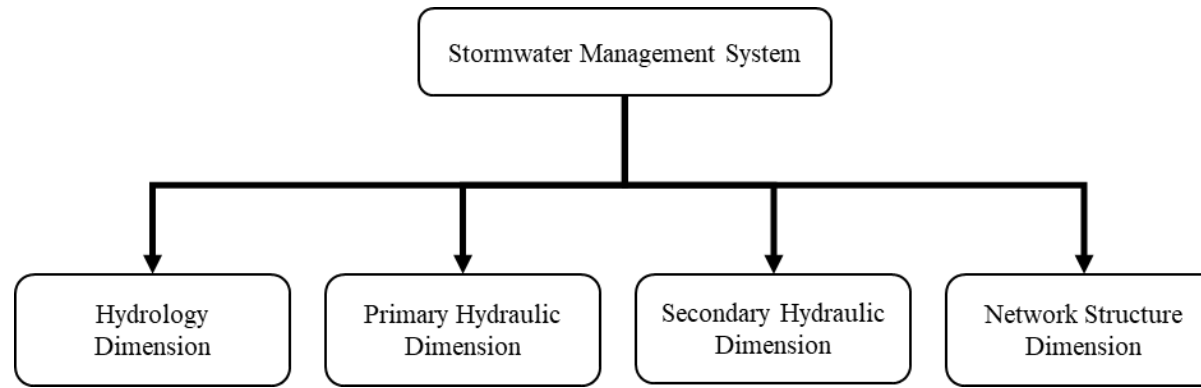 Stormwater Management System
Hydrology
Dimension
Primary Hydraulic
Dimension
Secondary Hydraulic
Dimension
Network Structure
Dimension